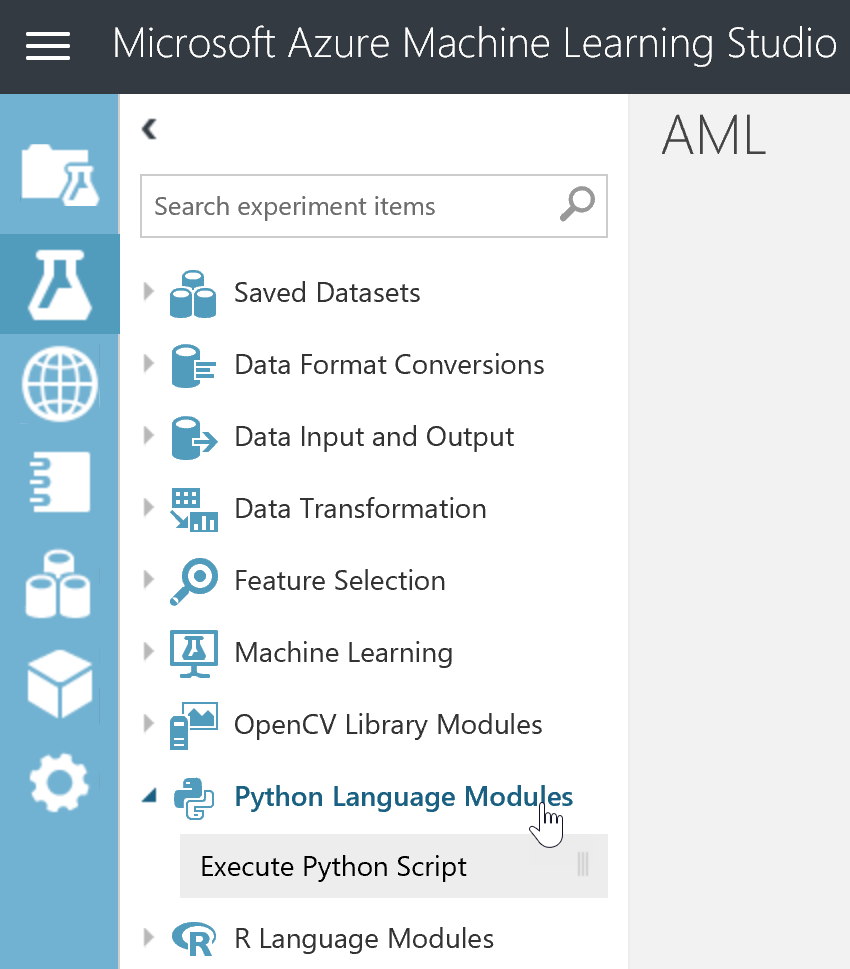 Microsoft Azure Machine Learning Studio
AML
Search experiment items
Saved Datasets
Data Format Conversions
Data Input and Output
Data Transformation
Feature Selection
Machine Learning
OpenCV Library Modules
Python Language Modules
Execute Python Script
R Language Modules